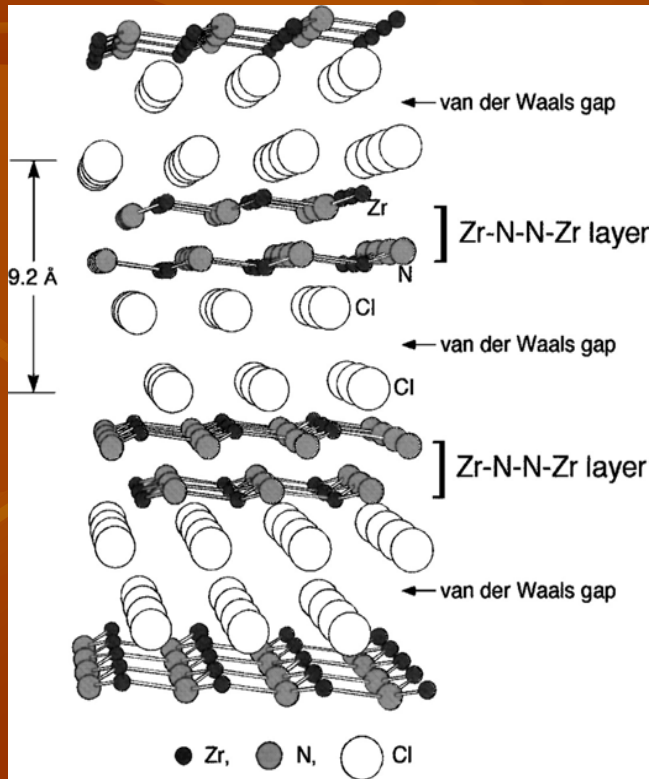 van der Waals gap
Zr
Zr-N-N-Zr layer
9.2 Å
N
Cl
van der Waals gap
Cl
Zr-N-N-Zr layer
van der Waals gap
Zr, N, Cl